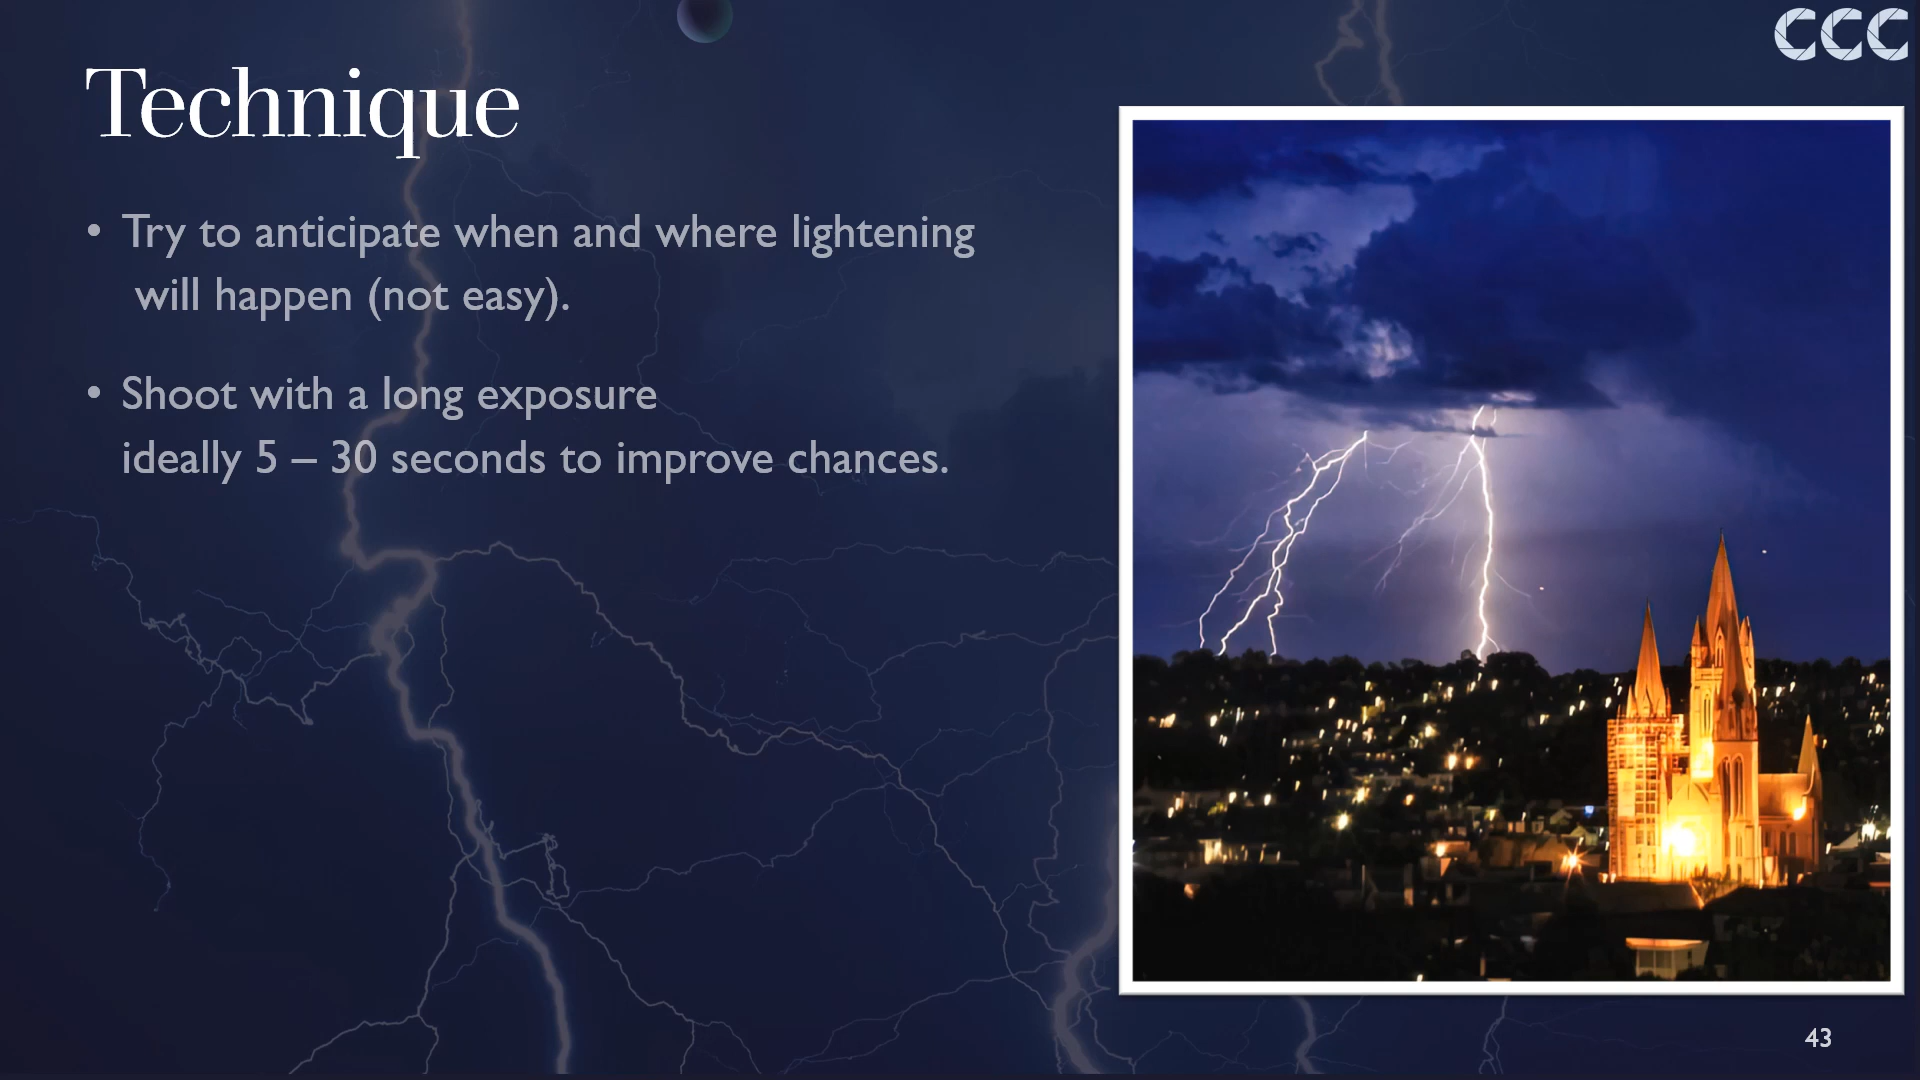 CCC
Technique
• Try to anticipate when and where lightening
will happen (not easy).
• Shoot with a long exposure
ideally 5 – 30 seconds to improve chances.
43